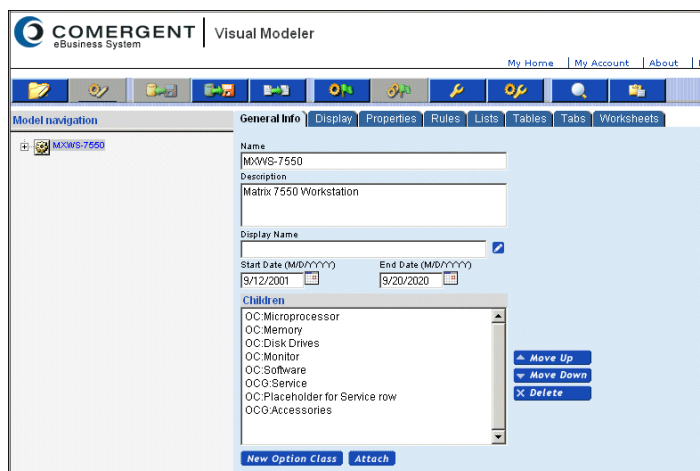 COMERGENT Visual Modeler
eBusiness System
My Home My Account About
Model navigation
General Info Display Properties Rules Lists Tables Tabs Worksheets
MXWS-7550
Name
MXWS-7550
Description
Matrix 7550 Workstation
Display Name
Start Date (M/D/YYYY) End Date (M/D/YYYY)
9/12/2001 9/20/2020
Children
OC:Microprocessor
OC:Memory
OC:Disk Drives
OC:Monitor
OC:Software
OCG:Service
OC:Placeholder for Service row
OCG:Accessories
Move Up
Move Down
Delete
New Option Class Attach